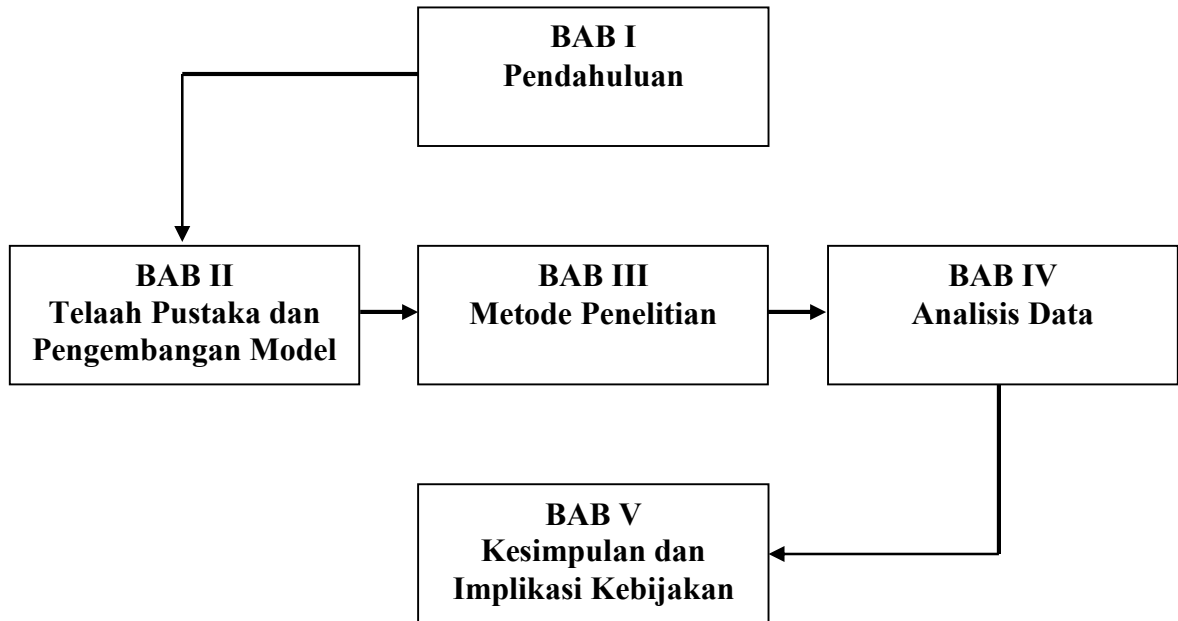 BAB I
Pendahuluan
BAB II
Telaah Pustaka dan
Pengembangan Model
BAB III
Metode Penelitian
BAB IV
Analisis Data
BAB V
Kesimpulan dan
Implikasi Kebijakan